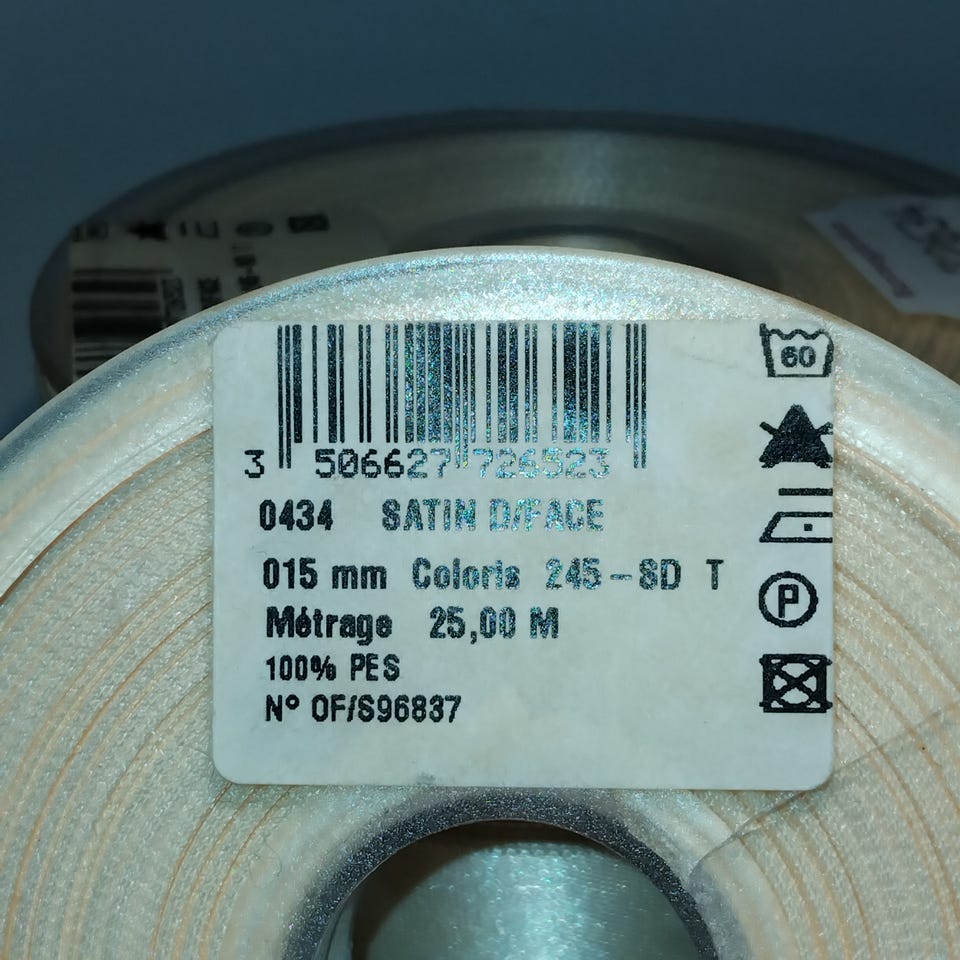 60
3 506627 726523
0434 SATIN D/FACE
015 mm Coloris 245-SD T
P
Métrage 25,00 M
100% PES
N° OF/S96837